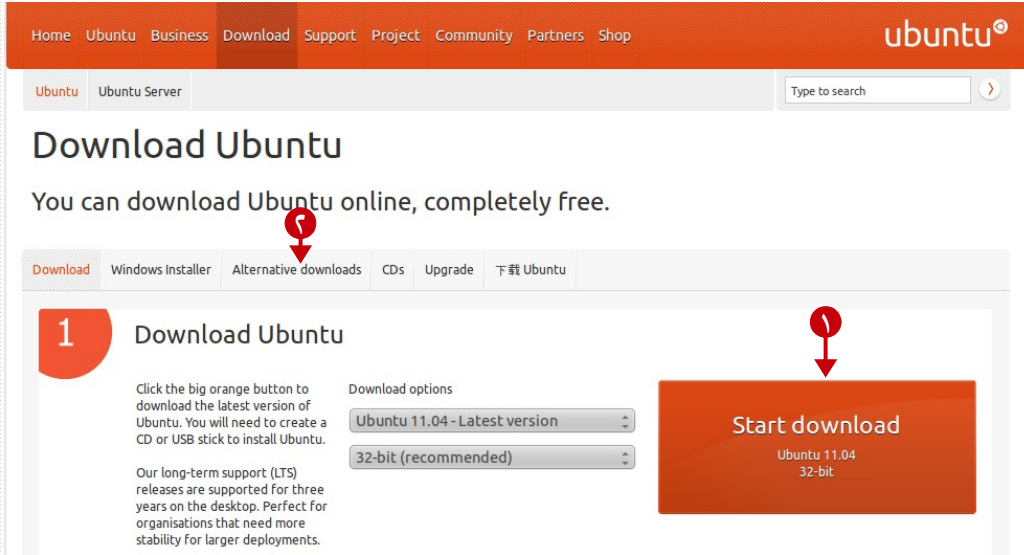 Home Ubuntu Business Download Support Project Community Partners Shop
ubuntu
Ubuntu Ubuntu Server
Type to search
Download Ubuntu
You can download Ubuntu online, completely free.
٢
Download Windows Installer Alternative downloads CDs Upgrade 下载 Ubuntu
1
Download Ubuntu
١
Click the big orange button to
download the latest version of
Ubuntu. You will need to create a
CD or USB stick to install Ubuntu.
Our long-term support (LTS)
releases are supported for three
years on the desktop. Perfect for
organisations that need more
stability for larger deployments.
Download options
Ubuntu 11.04 - Latest version
32-bit (recommended)
Start download
Ubuntu 11.04
32-bit